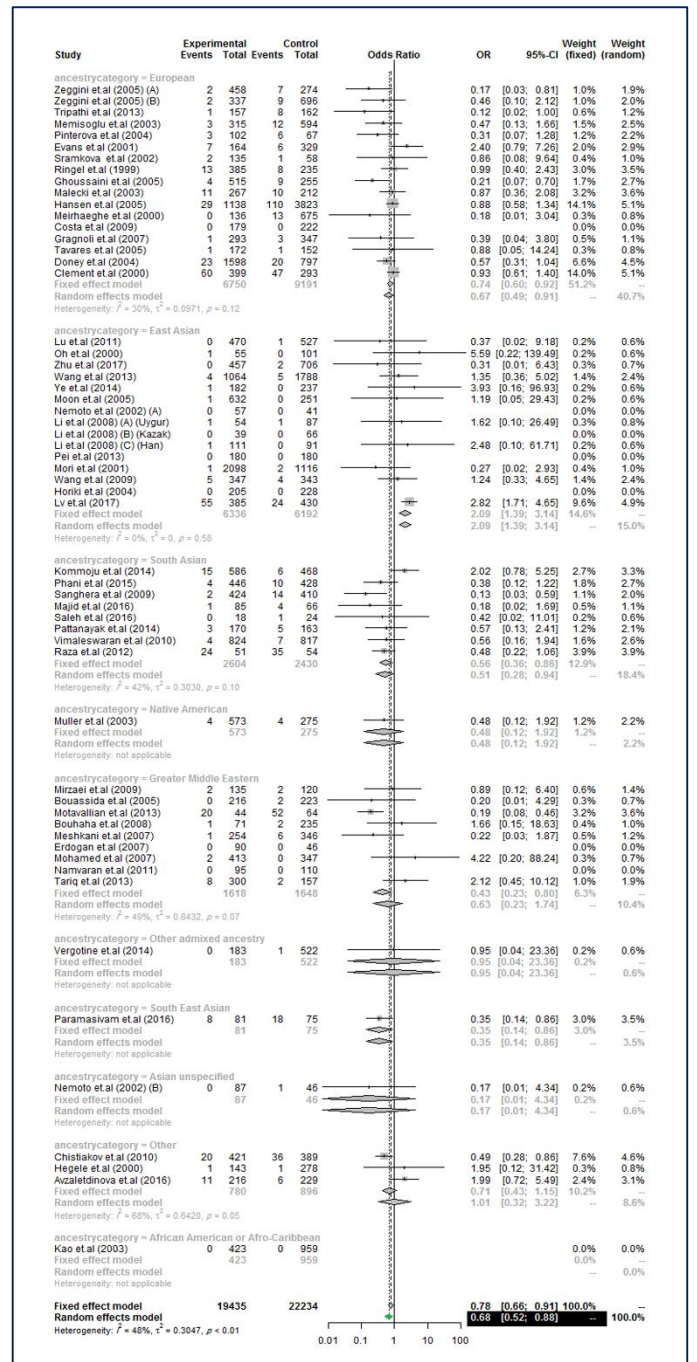 Experimental Control Weight Weight
Study Events Total Events Total Odds Ratio OR 95%-CI (fixed) (random)
ancestrycategory = European
Zeggini et.al (2005) (A) 2 458 7 274 0.17 [0.03; 0.81] 1.0% 1.9%
Zeggini et.al (2005) (B) 2 337 9 696 0.46 [0.10; 2.12] 1.0% 2.0%
Tripathi et.al (2013) 1 157 8 162 0.12 [0.02; 1.00] 0.6% 1.2%
Memisoglu et.al (2003) 3 315 12 594 0.47 [0.13; 1.66] 1.5% 2.5%
Pinterova et.al (2004) 3 102 6 67 0.31 [0.07; 1.28] 1.2% 2.2%
Evans et.al (2001) 7 164 6 329 2.40 [0.79; 7.26] 2.0% 2.9%
Sramkova et.al (2002) 2 135 1 58 0.86 [0.08; 9.64] 0.4% 1.0%
Ringel et.al (1999) 13 385 8 235 0.99 [0.40; 2.43] 3.0% 3.5%
Ghoussaini et.al (2005) 4 515 9 255 0.21 [0.07; 0.70] 1.7% 2.7%
Malecki et.al (2003) 11 267 10 212 0.87 [0.36; 2.08] 3.2% 3.6%
Hansen et.al (2005) 29 1138 110 3823 0.88 [0.58; 1.34] 14.1% 5.1%
Meirhaeghe et.al (2000) 0 136 13 675 0.18 [0.01; 3.04] 0.3% 0.8%
Costa et.al (2009) 0 179 0 222 0.0% 0.0%
Gragnoli et.al (2007) 1 293 3 347 0.39 [0.04; 3.80] 0.5% 1.1%
Tavares et.al (2005) 1 172 1 152 0.88 [0.05; 14.24] 0.3% 0.8%
Doney et.al (2004) 23 1598 20 797 0.57 [0.31; 1.04] 6.6% 4.5%
Clement et.al (2000) 60 399 47 293 0.93 [0.61; 1.40] 14.0% 5.1%
Fixed effect model 6750 9191 0.74 [0.60; 0.92] 51.2% --
Random effects model 0.67 [0.49; 0.91] -- 40.7%
Heterogeneity: I² = 30%, τ² = 0.0971, p = 0.12
ancestrycategory = East Asian
Lu et.al (2011) 0 470 1 527 0.37 [0.02; 9.18] 0.2% 0.6%
Oh et.al (2000) 1 55 0 101 5.59 [0.22; 139.49] 0.2% 0.6%
Zhu et.al (2017) 0 457 2 706 0.31 [0.01; 6.43] 0.2% 0.7%
Wang et.al (2013) 4 1064 5 1788 1.35 [0.36; 5.02] 1.4% 2.4%
Ye et.al (2014) 1 182 0 237 3.93 [0.16; 96.93] 0.2% 0.6%
Moon et.al (2005) 1 632 0 251 1.19 [0.05; 29.43] 0.2% 0.6%
Nemoto et.al (2002) (A) 0 57 0 41 0.0% 0.0%
Li et.al (2008) (A) (Uygur) 1 54 1 87 1.62 [0.10; 26.49] 0.3% 0.8%
Li et.al (2008) (B) (Kazak) 0 39 0 66 0.0% 0.0%
Li et.al (2008) (C) (Han) 1 111 0 91 2.48 [0.10; 61.71] 0.2% 0.6%
Pei et.al (2013) 0 180 0 180 0.0% 0.0%
Mori et.al (2001) 1 2098 2 1116 0.27 [0.02; 2.93] 0.4% 1.0%
Wang et.al (2009) 5 347 4 343 1.24 [0.33; 4.65] 1.4% 2.4%
Horiki et.al (2004) 0 205 0 228 0.0% 0.0%
Lv et.al (2017) 55 385 24 430 2.82 [1.71; 4.65] 9.6% 4.9%
Fixed effect model 6336 6192 2.09 [1.39; 3.14] 14.6% --
Random effects model 2.09 [1.39; 3.14] -- 15.0%
Heterogeneity: I² = 0%, τ² = 0, p = 0.58
ancestrycategory = South Asian
Kommoju et.al (2014) 15 586 6 468 2.02 [0.78; 5.25] 2.7% 3.3%
Phani et.al (2015) 4 446 10 428 0.38 [0.12; 1.22] 1.8% 2.7%
Sanghera et.al (2009) 2 424 14 410 0.13 [0.03; 0.59] 1.1% 2.0%
Majid et.al (2016) 1 85 4 66 0.18 [0.02; 1.69] 0.5% 1.1%
Saleh et.al (2016) 0 18 1 24 0.42 [0.02; 11.01] 0.2% 0.6%
Pattanayak et.al (2014) 3 170 5 163 0.57 [0.13; 2.41] 1.2% 2.1%
Vimaleswaran et.al (2010) 4 824 7 817 0.56 [0.16; 1.94] 1.6% 2.6%
Raza et.al (2012) 24 51 35 54 0.48 [0.22; 1.06] 3.9% 3.9%
Fixed effect model 2604 2430 0.56 [0.36; 0.86] 12.9% --
Random effects model 0.51 [0.28; 0.94] -- 18.4%
Heterogeneity: I² = 42%, τ² = 0.3030, p = 0.10
ancestrycategory = Native American
Muller et.al (2003) 4 573 4 275 0.48 [0.12; 1.92] 1.2% 2.2%
Fixed effect model 573 275 0.48 [0.12; 1.92] 1.2% --
Random effects model 0.48 [0.12; 1.92] -- 2.2%
Heterogeneity: not applicable
ancestrycategory = Greater Middle Eastern
Mirzaei et.al (2009) 2 135 2 120 0.89 [0.12; 6.40] 0.6% 1.4%
Bouassida et.al (2005) 0 216 2 223 0.20 [0.01; 4.29] 0.3% 0.7%
Motavallian et.al (2013) 20 44 52 64 0.19 [0.08; 0.46] 3.2% 3.6%
Bouhaha et.al (2008) 1 71 2 235 1.66 [0.15; 18.63] 0.4% 1.0%
Meshkani et.al (2007) 1 254 6 346 0.22 [0.03; 1.87] 0.5% 1.2%
Erdogan et.al (2007) 0 90 0 46 0.0% 0.0%
Mohamed et.al (2007) 2 413 0 347 4.22 [0.20; 88.24] 0.3% 0.7%
Namvaran et.al (2011) 0 95 0 110 0.0% 0.0%
Tariq et.al (2013) 8 300 2 157 2.12 [0.45; 10.12] 1.0% 1.9%
Fixed effect model 1618 1648 0.43 [0.23; 0.80] 6.3% --
Random effects model 0.63 [0.23; 1.74] -- 10.4%
Heterogeneity: I² = 49%, τ² = 0.8432, p = 0.07
ancestrycategory = Other admixed ancestry
Vergotine et.al (2014) 0 183 1 522 0.95 [0.04; 23.36] 0.2% 0.6%
Fixed effect model 183 522 0.95 [0.04; 23.36] 0.2% --
Random effects model 0.95 [0.04; 23.36] -- 0.6%
Heterogeneity: not applicable
ancestrycategory = South East Asian
Paramasivam et.al (2016) 8 81 18 75 0.35 [0.14; 0.86] 3.0% 3.5%
Fixed effect model 81 75 0.35 [0.14; 0.86] 3.0% --
Random effects model 0.35 [0.14; 0.86] -- 3.5%
Heterogeneity: not applicable
ancestrycategory = Asian unspecified
Nemoto et.al (2002) (B) 0 87 1 46 0.17 [0.01; 4.34] 0.2% 0.6%
Fixed effect model 87 46 0.17 [0.01; 4.34] 0.2% --
Random effects model 0.17 [0.01; 4.34] -- 0.6%
Heterogeneity: not applicable
ancestrycategory = Other
Chistiakov et.al (2010) 20 421 36 389 0.49 [0.28; 0.86] 7.6% 4.6%
Hegele et.al (2000) 1 143 1 278 1.95 [0.12; 31.42] 0.3% 0.8%
Avzaletdinova et.al (2016) 11 216 6 229 1.99 [0.72; 5.49] 2.4% 3.1%
Fixed effect model 780 896 0.71 [0.43; 1.15] 10.2% --
Random effects model 1.01 [0.32; 3.22] -- 8.6%
Heterogeneity: I² = 68%, τ² = 0.6420, p = 0.05
ancestrycategory = African American or Afro-Caribbean
Kao et.al (2003) 0 423 0 959 0.0% 0.0%
Fixed effect model 423 959 0.0% --
Random effects model -- 0.0%
Heterogeneity: not applicable
Fixed effect model 19435 22234 0.78 [0.66; 0.91] 100.0% --
Random effects model 0.68 [0.52; 0.88] -- 100.0%
Heterogeneity: I² = 48%, τ² = 0.3047, p < 0.01
0.01 0.1 1 10 100